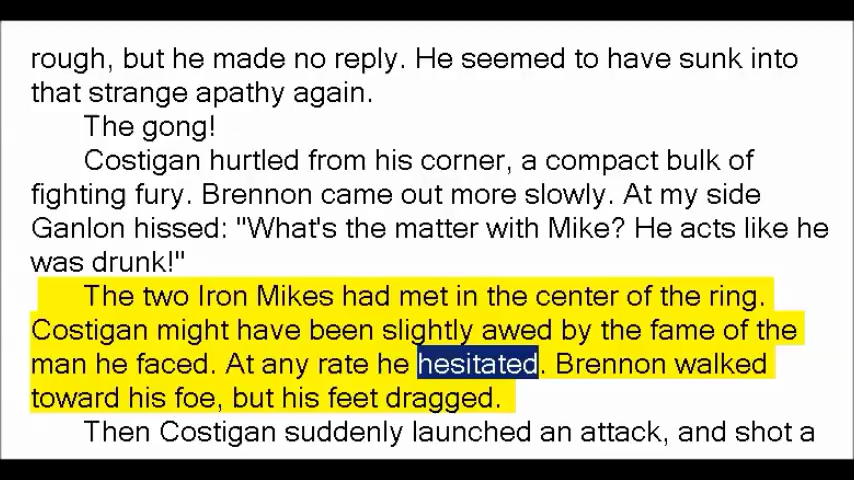 rough, but he made no reply. He seemed to have sunk into
that strange apathy again.
The gong!
Costigan hurtled from his corner, a compact bulk of
fighting fury. Brennon came out more slowly. At my side
Ganlon hissed: "What's the matter with Mike? He acts like he
was drunk!"
The two Iron Mikes had met in the center of the ring.
Costigan might have been slightly awed by the fame of the
man he faced. At any rate he hesitated. Brennon walked
toward his foe, but his feet dragged.
Then Costigan suddenly launched an attack, and shot a